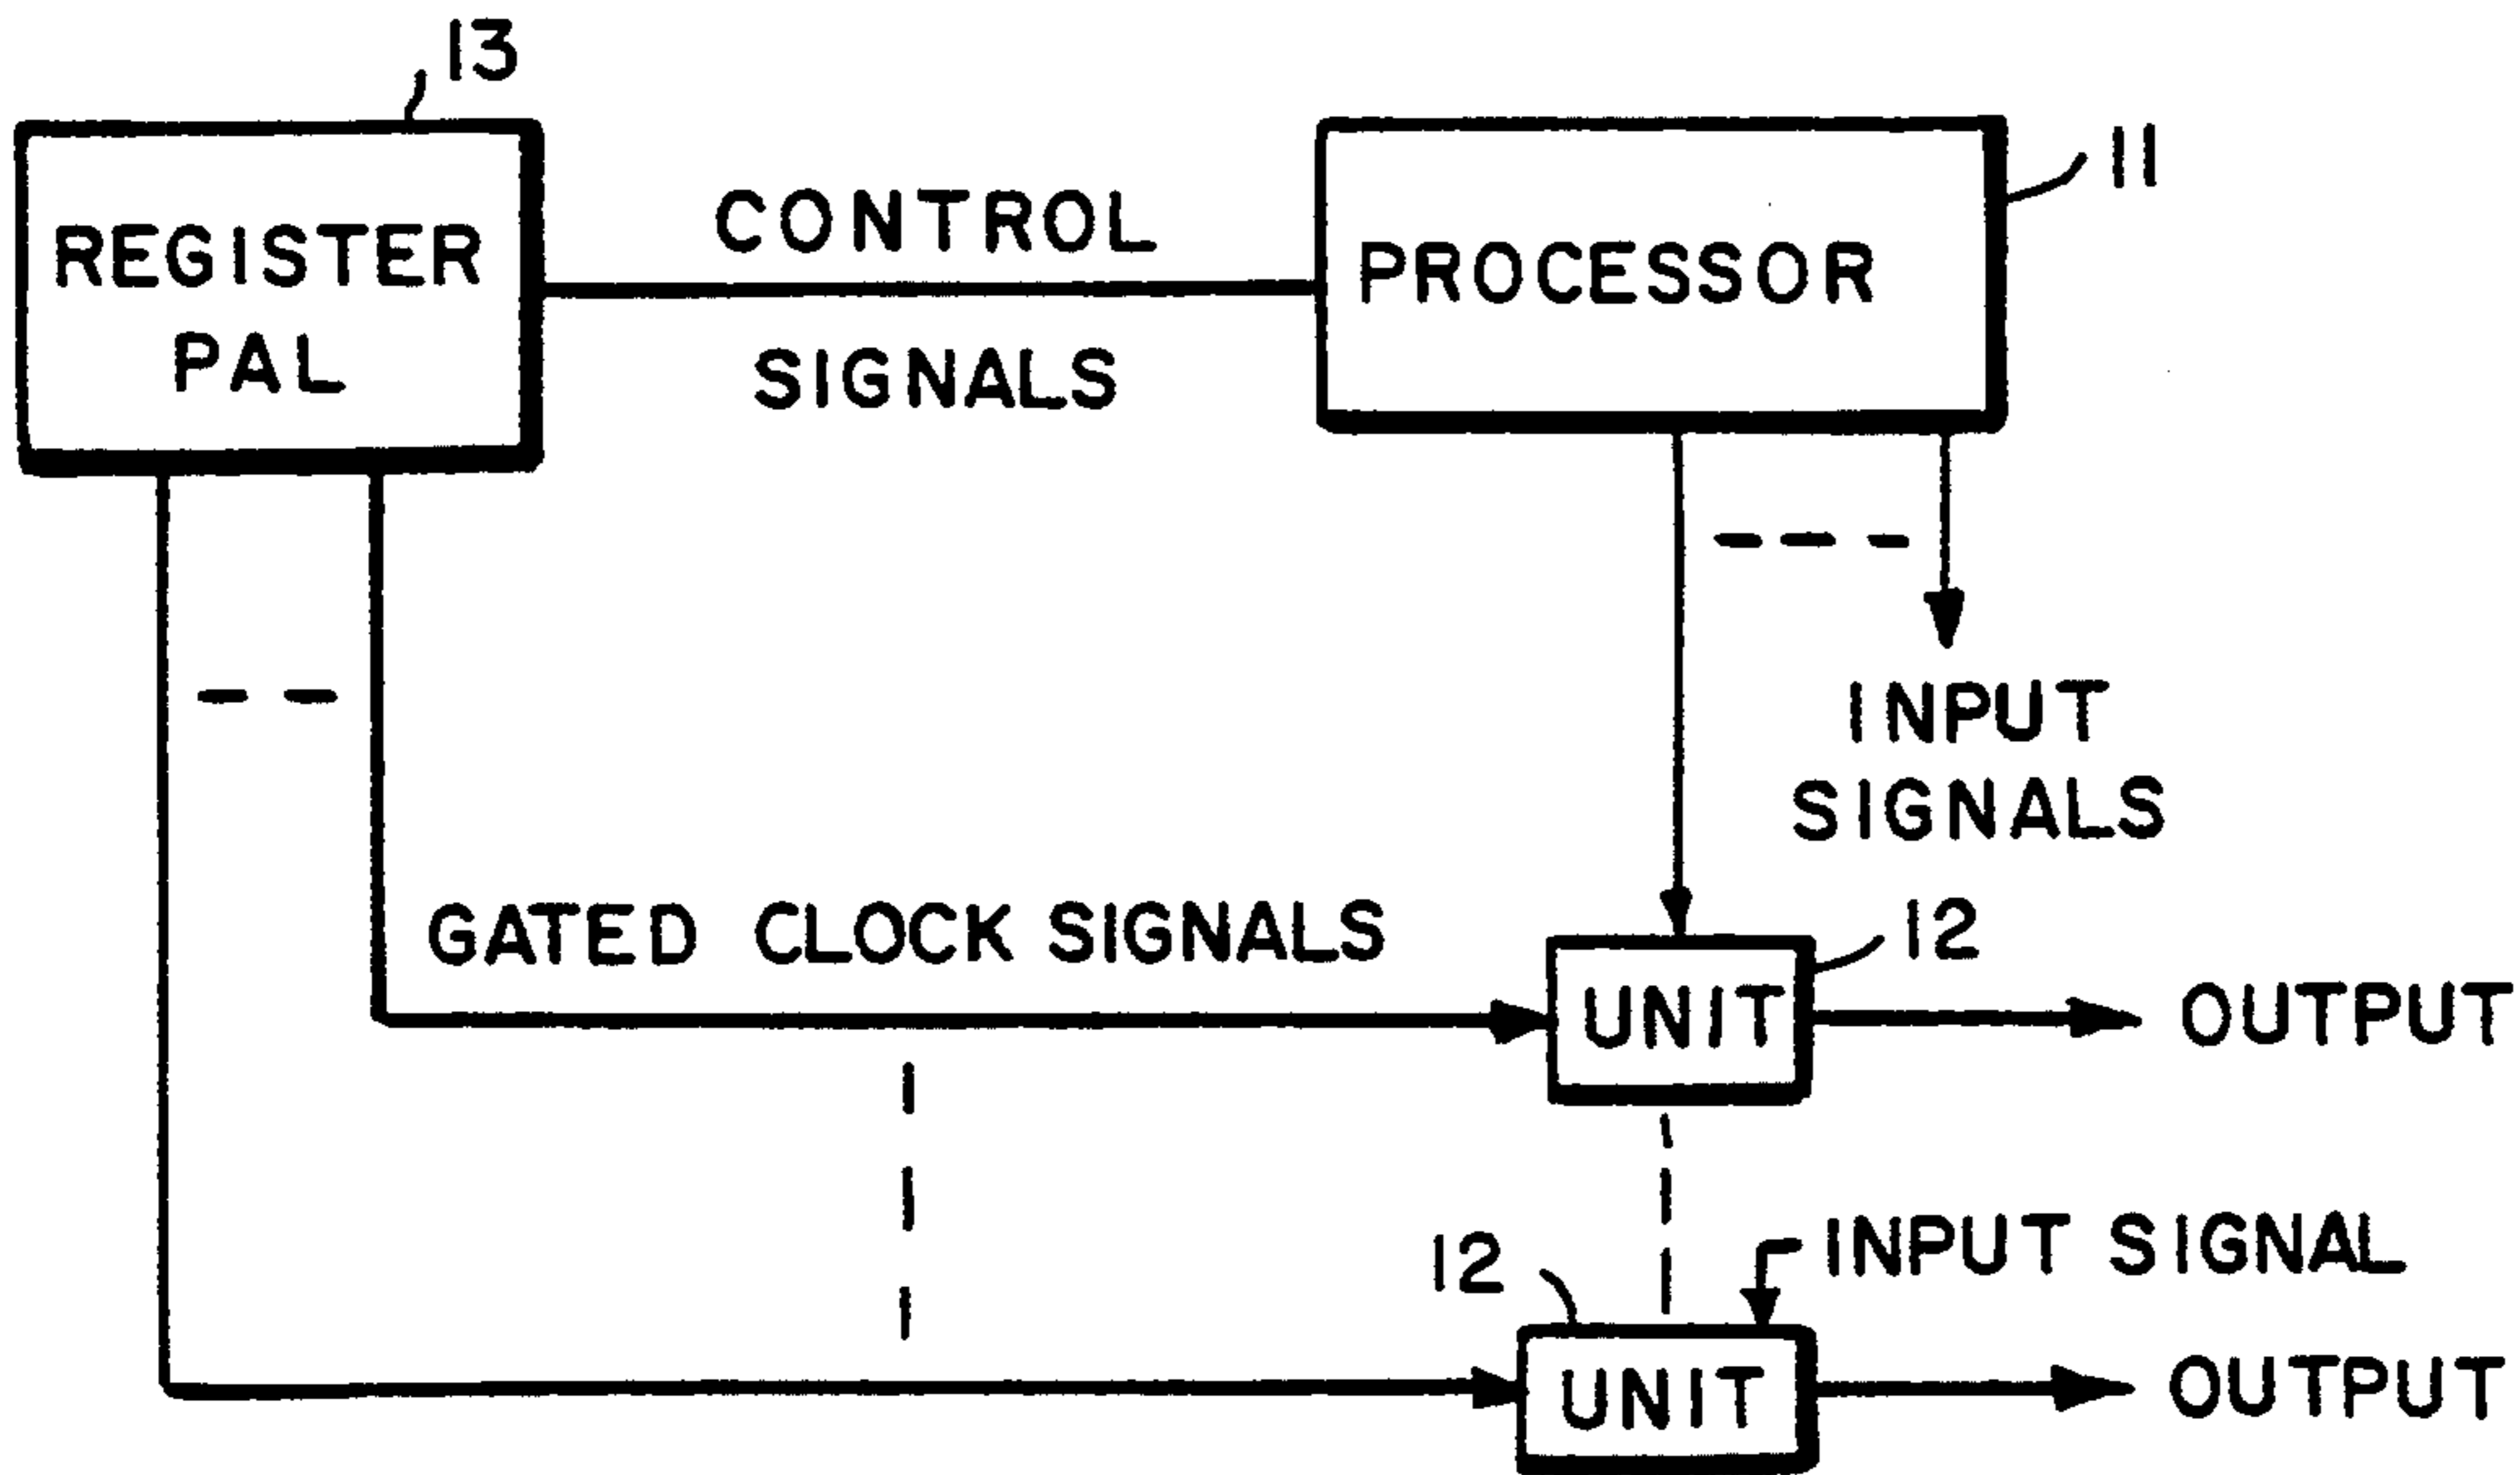 13
REGISTER
PAL
CONTROL
SIGNALS
PROCESSOR
11
INPUT
SIGNALS
GATED CLOCK SIGNALS
12
UNIT
OUTPUT
12
INPUT SIGNAL
UNIT
OUTPUT